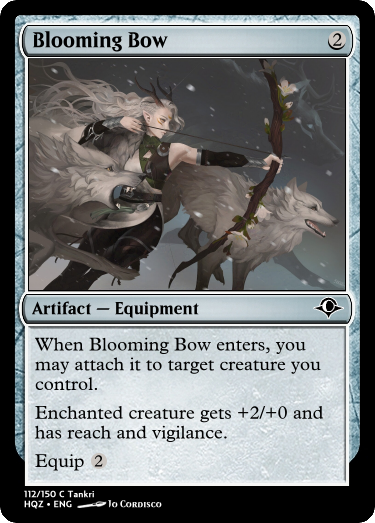 Blooming Bow 2
Artifact — Equipment
When Blooming Bow enters, you
may attach it to target creature you
control.
Enchanted creature gets +2/+0 and
has reach and vigilance.
Equip 2
112/150 C Tankri
HQZ • ENG Io Cordisco